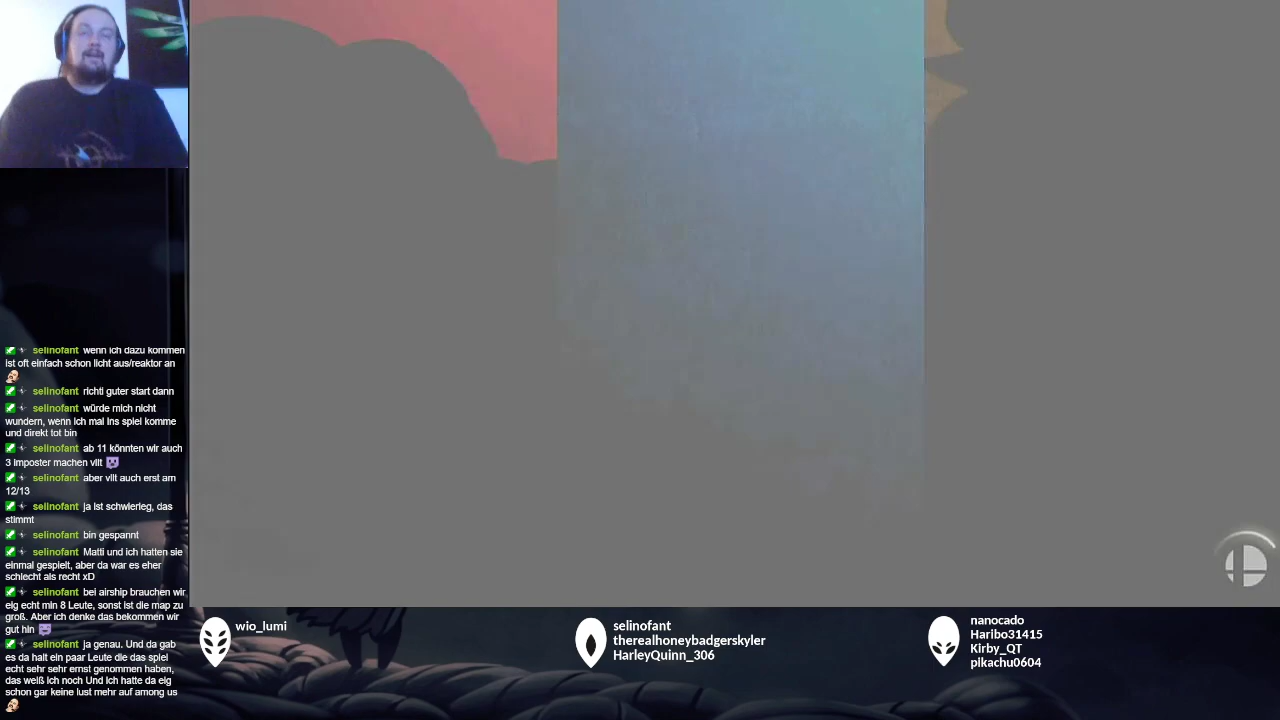 selinofant wenn ich dazu kommen
ist oft einfach schon licht aus/reaktor an
selinofant richti guter start dann
selinofant würde mich nicht
wundern, wenn ich mal ins spiel komme
und direkt tot bin
selinofant ab 11 könnten wir auch
3 imposter machen vllt
selinofant aber vllt auch erst am
12/13
selinofant ja ist schwierieg, das
stimmt
selinofant bin gespannt
selinofant Matti und ich hatten sie
einmal gespielt, aber da war es eher
schlecht als recht xD
selinofant bei airship brauchen wir
eig echt min 8 Leute, sonst ist die map zu
groß. Aber ich denke das bekommen wir
gut hin
selinofant ja genau. Und da gab
es da halt ein paar Leute die das spiel
echt sehr sehr ernst genommen haben,
das weiß ich noch Und ich hatte da eig
schon gar keine lust mehr auf among us
wio_lumi
selinofant
therealhoneybadgerskyler
HarleyQuinn_306
nanocado
Haribo31415
Kirby_QT
pikachu0604